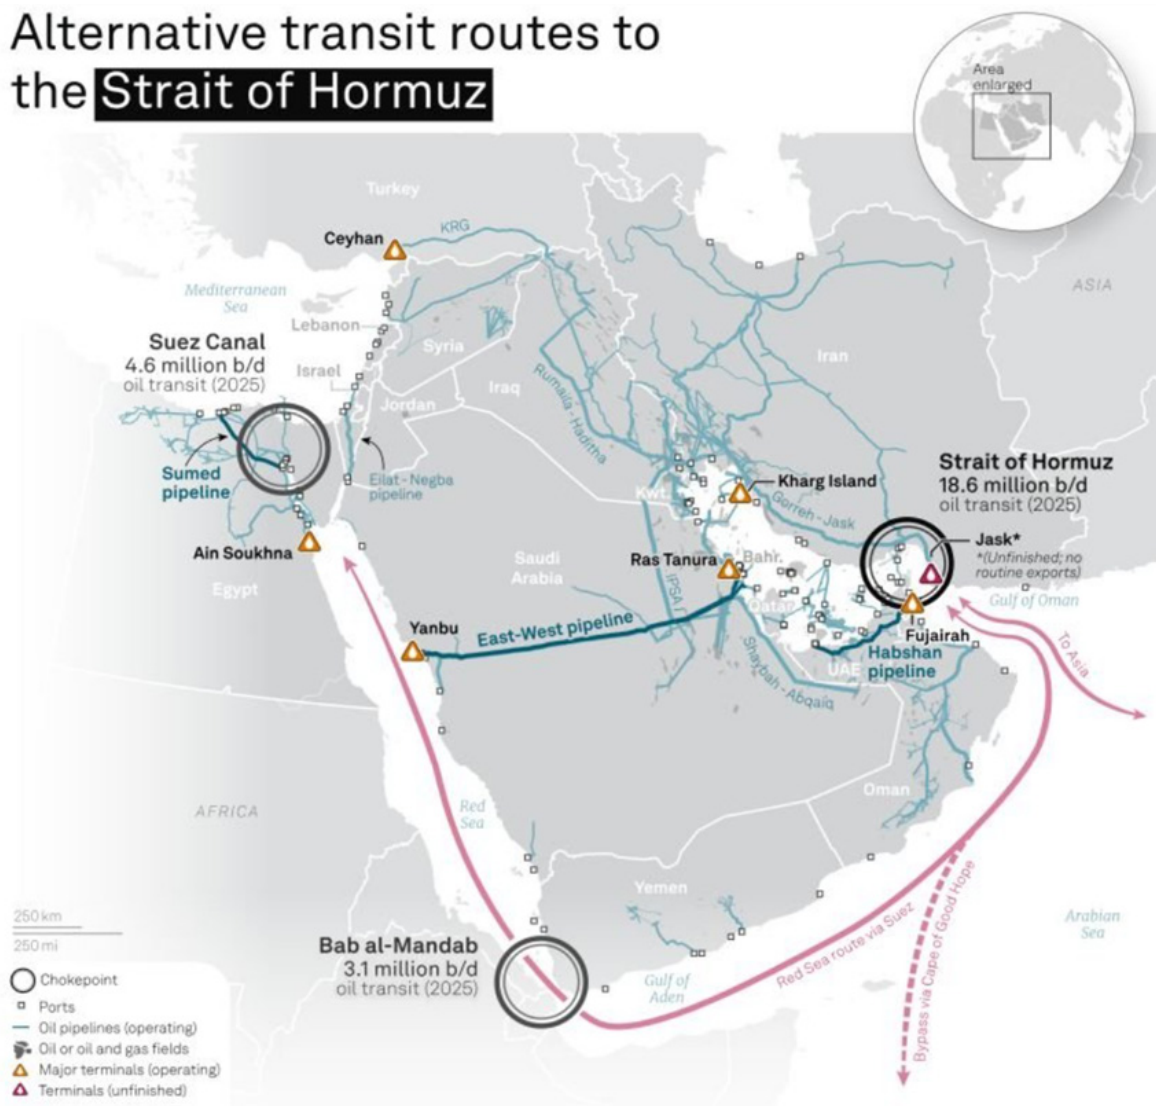 Alternative transit routes to
the Strait of Hormuz
Area
enlarged
Turkey
Ceyhan
KRG
ASIA
Mediterranean
Sea
Lebanon
Suez Canal
4.6 million b/d
oil transit (2025)
Syria
Israel
Iran
Iraq
Jordan
Rumaila-Haditha
Sumed
pipeline
Eilat-Negba
pipeline
Strait of Hormuz
18.6 million b/d
oil transit (2025)
Kharg Island
Kwt.
Gorreh-Jask
Jask*
*(Unfinished; no
routine exports)
Ain Soukhna
Saudi
Arabia
Ras Tanura
Bahr.
Egypt
IPSA
Qatar
Gulf of Oman
Yanbu
East-West pipeline
Fujairah
To Asia
Habshan
pipeline
UAE
Shaybah-Abqaiq
Oman
AFRICA
Red
Sea
Yemen
250 km
250 mi
Bab al-Mandab
3.1 million b/d
oil transit (2025)
Gulf of
Aden
Red Sea route via Suez
Bypass via Cape of Good Hope
Arabian
Sea
Chokepoint
Ports
Oil pipelines (operating)
Oil or oil and gas fields
Major terminals (operating)
Terminals (unfinished)